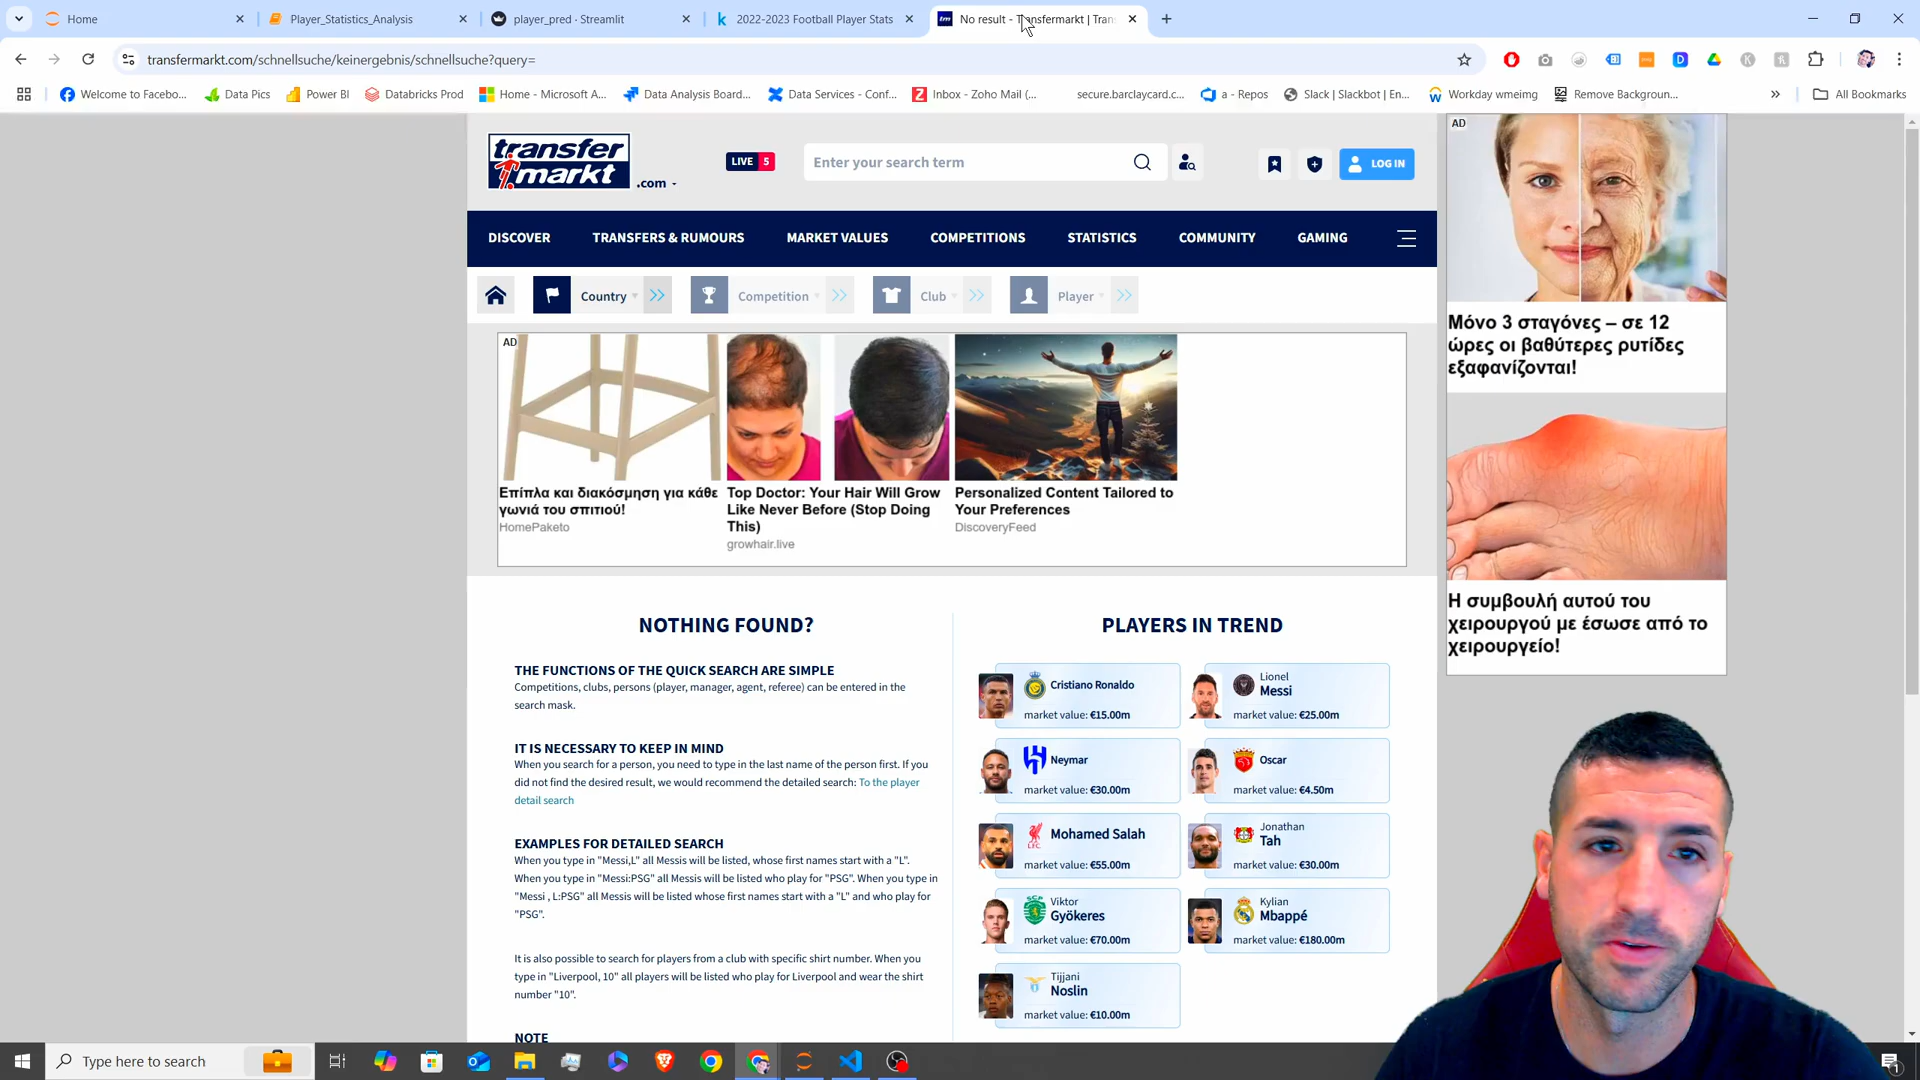 Home
Player_Statistics_Analysis
player_pred · Streamlit
2022-2023 Football Player Stats
No result - Transfermarkt | Tran
transfermarkt.com/schnellsuche/keinergebnis/schnellsuche?query=
Welcome to Facebo...
Data Pics
Power BI
Databricks Prod
Home - Microsoft A...
Data Analysis Board...
Data Services - Conf...
Inbox - Zoho Mail (...
secure.barclaycard.c...
a - Repos
Slack | Slackbot | En...
Workday wmeimg
Remove Backgroun...
All Bookmarks
transfer
markt
.com
LIVE 5
Enter your search term
LOG IN
DISCOVER
TRANSFERS & RUMOURS
MARKET VALUES
COMPETITIONS
STATISTICS
COMMUNITY
GAMING
Country
Competition
Club
Player
AD
Επίπλα και διακόσμηση για κάθε
γωνιά του σπιτιού!
HomePaketo
Top Doctor: Your Hair Will Grow
Like Never Before (Stop Doing
This)
growhair.live
Personalized Content Tailored to
Your Preferences
DiscoveryFeed
AD
Μόνο 3 σταγόνες – σε 12
ώρες οι βαθύτερες ρυτίδες
εξαφανίζονται!
Η συμβουλή αυτού του
χειρουργού με έσωσε από το
χειρουργείο!
NOTHING FOUND?
THE FUNCTIONS OF THE QUICK SEARCH ARE SIMPLE
Competitions, clubs, persons (player, manager, agent, referee) can be entered in the
search mask.
IT IS NECESSARY TO KEEP IN MIND
When you search for a person, you need to type in the last name of the person first. If you
did not find the desired result, we would recommend the detailed search: To the player
detail search
EXAMPLES FOR DETAILED SEARCH
When you type in "Messi,L" all Messis will be listed, whose first names start with a "L".
When you type in "Messi:PSG" all Messis will be listed who play for "PSG". When you type in
"Messi , L:PSG" all Messis will be listed whose first names start with a "L" and who play for
"PSG".
It is also possible to search for players from a club with specific shirt number. When you
type in "Liverpool, 10" all players will be listed who play for Liverpool and wear the shirt
number "10".
NOTE
PLAYERS IN TREND
Cristiano Ronaldo
market value: €15.00m
Lionel
Messi
market value: €25.00m
Neymar
market value: €30.00m
Oscar
market value: €4.50m
Mohamed Salah
market value: €55.00m
Jonathan
Tah
market value: €30.00m
Viktor
Gyökeres
market value: €70.00m
Kylian
Mbappé
market value: €180.00m
Tijjani
Noslin
market value: €10.00m
Type here to search
1